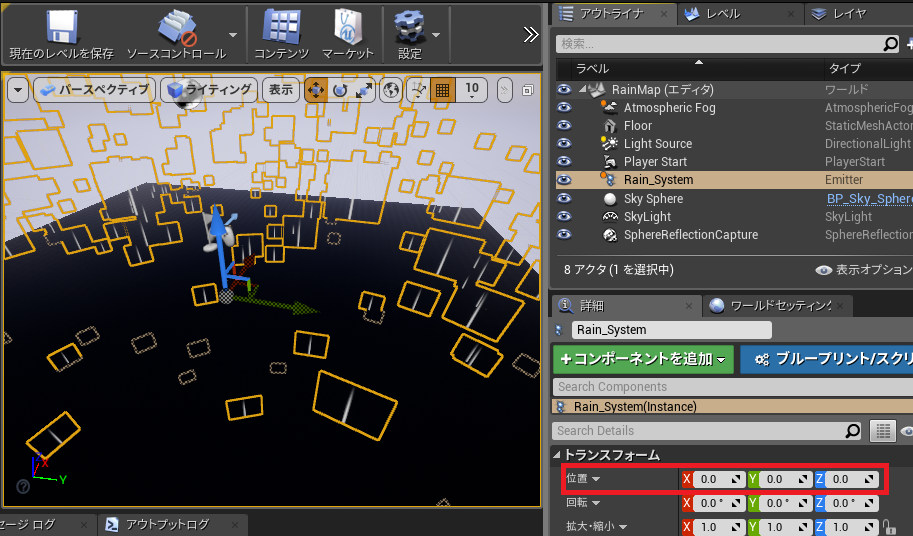 現在のレベルを保存 ソースコントロール コンテンツ マーケット 設定
パースペクティブ ライティング 表示 10
X Y
セージ ログ アウトプットログ
アウトライナ レベル レイヤ
検索...
ラベル タイプ
RainMap (エディタ) ワールド
Atmospheric Fog AtmosphericFog
Floor StaticMeshActo
Light Source DirectionalLight
Player Start PlayerStart
Rain_System Emitter
Sky Sphere BP_Sky_Sphere
SkyLight SkyLight
SphereReflectionCapture SphereReflection
8 アクタ(1 を選択中) 表示オプション
詳細 ワールドセッティング
Rain_System
+コンポーネントを追加 ブループリント/スクリ
Search Components
Rain_System(Instance)
Search Details
トランスフォーム
位置 X 0.0 Y 0.0 Z 0.0
回転 X 0.0 ° Y 0.0 ° Z 0.0 °
拡大・縮小 X 1.0 Y 1.0 Z 1.0